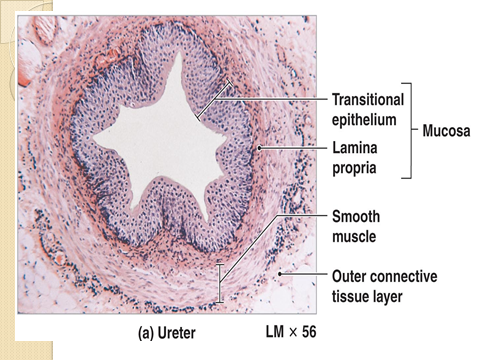 Transitional
epithelium
Mucosa
Lamina
propria
Smooth
muscle
Outer connective
tissue layer
(a) Ureter
LM × 56